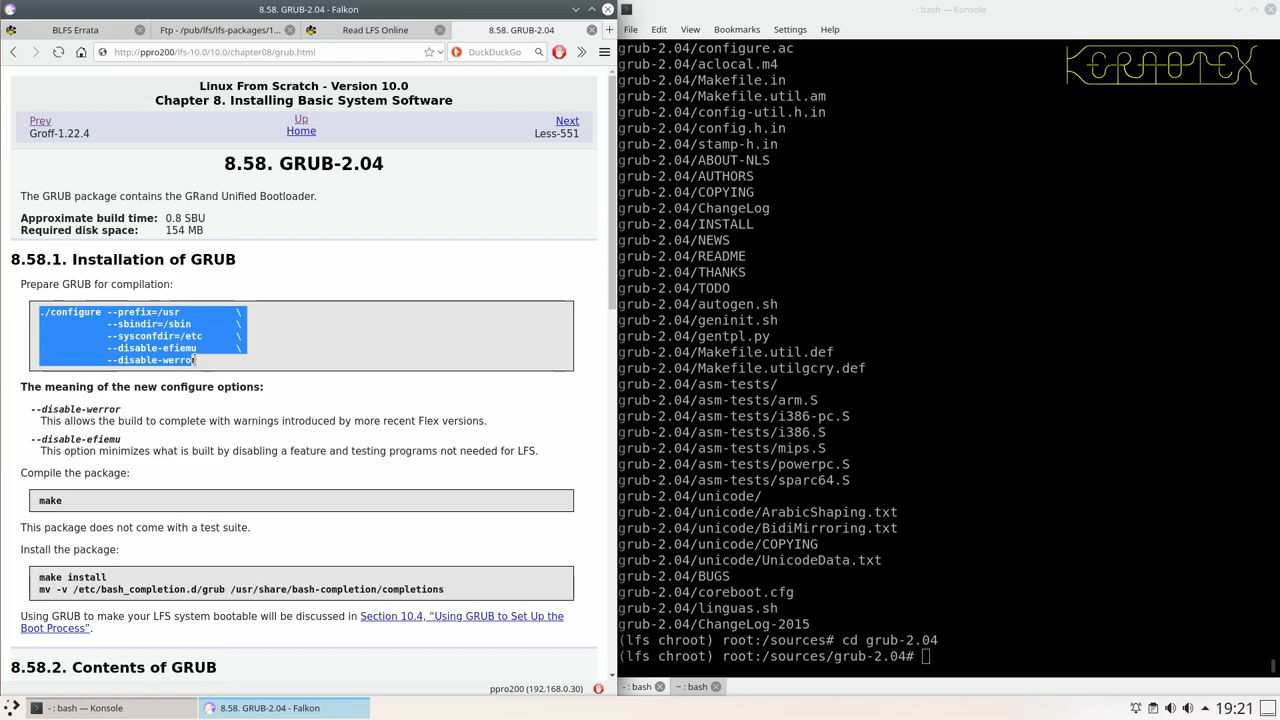 8.58. GRUB-2.04 - Falkon
BLFS Errata
Ftp - /pub/lfs/lfs-packages/1...
Read LFS Online
8.58. GRUB-2.04
http://ppro200/lfs-10.0/10.0/chapter08/grub.html
DuckDuckGo
Linux From Scratch - Version 10.0
Chapter 8. Installing Basic System Software
Prev
Up
Next
Groff-1.22.4
Home
Less-551
8.58. GRUB-2.04
The GRUB package contains the GRand Unified Bootloader.
Approximate build time: 0.8 SBU
Required disk space: 154 MB
8.58.1. Installation of GRUB
Prepare GRUB for compilation:
./configure --prefix=/usr \
--sbindir=/sbin \
--sysconfdir=/etc \
--disable-efiemu \
--disable-werror
The meaning of the new configure options:
--disable-werror
This allows the build to complete with warnings introduced by more recent Flex versions.
--disable-efiemu
This option minimizes what is built by disabling a feature and testing programs not needed for LFS.
Compile the package:
make
This package does not come with a test suite.
Install the package:
make install
mv -v /etc/bash_completion.d/grub /usr/share/bash-completion/completions
Using GRUB to make your LFS system bootable will be discussed in Section 10.4, “Using GRUB to Set Up the
Boot Process”.
8.58.2. Contents of GRUB
ppro200 (192.168.0.30)
- : bash — Konsole
File Edit View Bookmarks Settings Help
KERAOTEX
grub-2.04/configure.ac
grub-2.04/aclocal.m4
grub-2.04/Makefile.in
grub-2.04/Makefile.util.am
grub-2.04/config-util.h.in
grub-2.04/config.h.in
grub-2.04/stamp-h.in
grub-2.04/ABOUT-NLS
grub-2.04/AUTHORS
grub-2.04/COPYING
grub-2.04/ChangeLog
grub-2.04/INSTALL
grub-2.04/NEWS
grub-2.04/README
grub-2.04/THANKS
grub-2.04/TODO
grub-2.04/autogen.sh
grub-2.04/geninit.sh
grub-2.04/gentpl.py
grub-2.04/Makefile.util.def
grub-2.04/Makefile.utilgcry.def
grub-2.04/asm-tests/
grub-2.04/asm-tests/arm.S
grub-2.04/asm-tests/i386-pc.S
grub-2.04/asm-tests/i386.S
grub-2.04/asm-tests/mips.S
grub-2.04/asm-tests/powerpc.S
grub-2.04/asm-tests/sparc64.S
grub-2.04/unicode/
grub-2.04/unicode/ArabicShaping.txt
grub-2.04/unicode/BidiMirroring.txt
grub-2.04/unicode/COPYING
grub-2.04/unicode/UnicodeData.txt
grub-2.04/BUGS
grub-2.04/coreboot.cfg
grub-2.04/linguas.sh
grub-2.04/ChangeLog-2015
(lfs chroot) root:/sources# cd grub-2.04
(lfs chroot) root:/sources/grub-2.04#
- : bash
~ : bash
- : bash — Konsole
8.58. GRUB-2.04 - Falkon
19:21